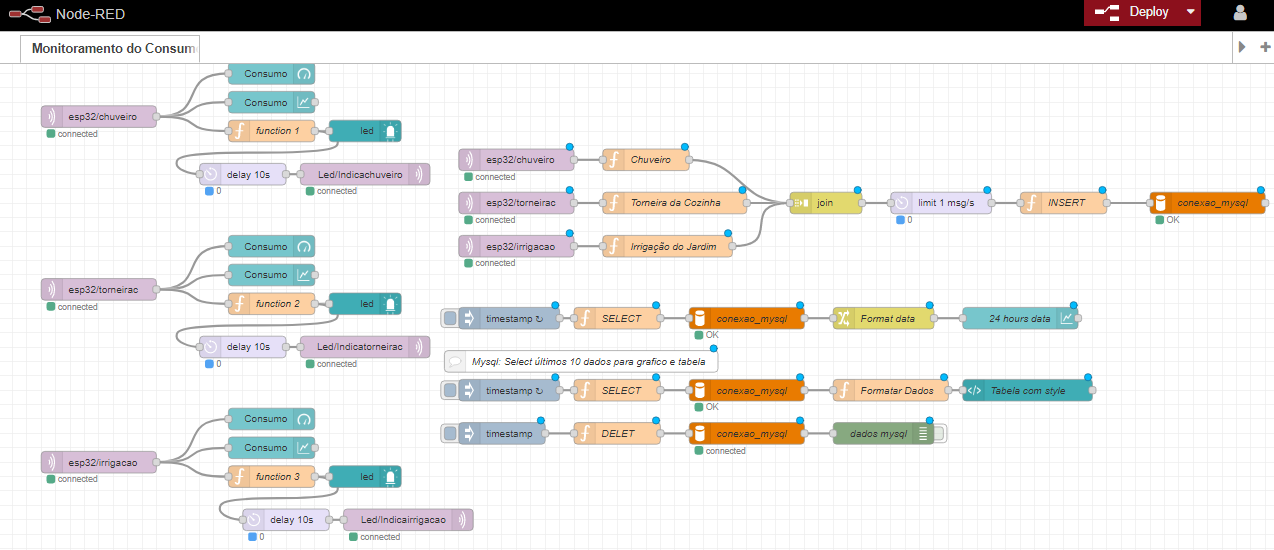 Node-RED
Deploy
Monitoramento do Consum
Consumo
Consumo
esp32/chuveiro
connected
function 1
led
delay 10s
0
Led/Indicachuveiro
connected
Consumo
Consumo
esp32/torneirac
connected
function 2
led
delay 10s
0
Led/Indicatorneirac
connected
Consumo
Consumo
esp32/irrigacao
connected
function 3
led
delay 10s
0
Led/Indicairrigacao
connected
esp32/chuveiro
connected
Chuveiro
esp32/torneirac
connected
Torneira da Cozinha
esp32/irrigacao
connected
Irrigação do Jardim
join
limit 1 msg/s
0
INSERT
conexao_mysql
OK
timestamp ↻
SELECT
conexao_mysql
OK
Format data
24 hours data
Mysql: Select últimos 10 dados para grafico e tabela
timestamp ↻
SELECT
conexao_mysql
OK
Formatar Dados
Tabela com style
timestamp
DELET
conexao_mysql
connected
dados mysql